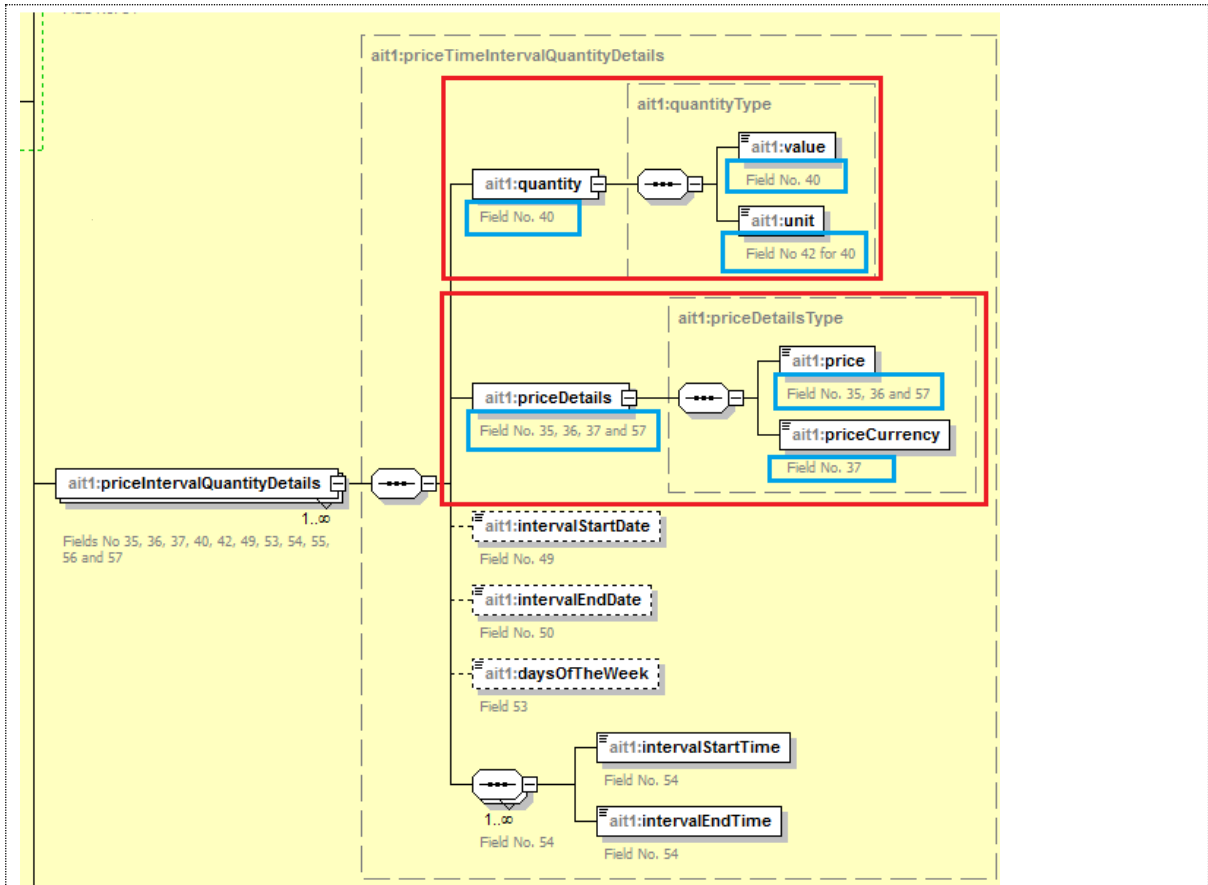 ait1:priceTimeIntervalQuantityDetails
ait1:quantityType
ait1:value
Field No. 40
ait1:quantity
Field No. 40
ait1:unit
Field No 42 for 40
ait1:priceDetailsType
ait1:price
Field No. 35, 36 and 57
ait1:priceDetails
Field No. 35, 36, 37 and 57
ait1:priceCurrency
Field No. 37
ait1:priceIntervalQuantityDetails
1..∞
Fields No 35, 36, 37, 40, 42, 49, 53, 54, 55,
56 and 57
ait1:intervalStartDate
Field No. 49
ait1:intervalEndDate
Field No. 50
ait1:daysOfTheWeek
Field 53
ait1:intervalStartTime
Field No. 54
1..∞
Field No. 54
ait1:intervalEndTime
Field No. 54